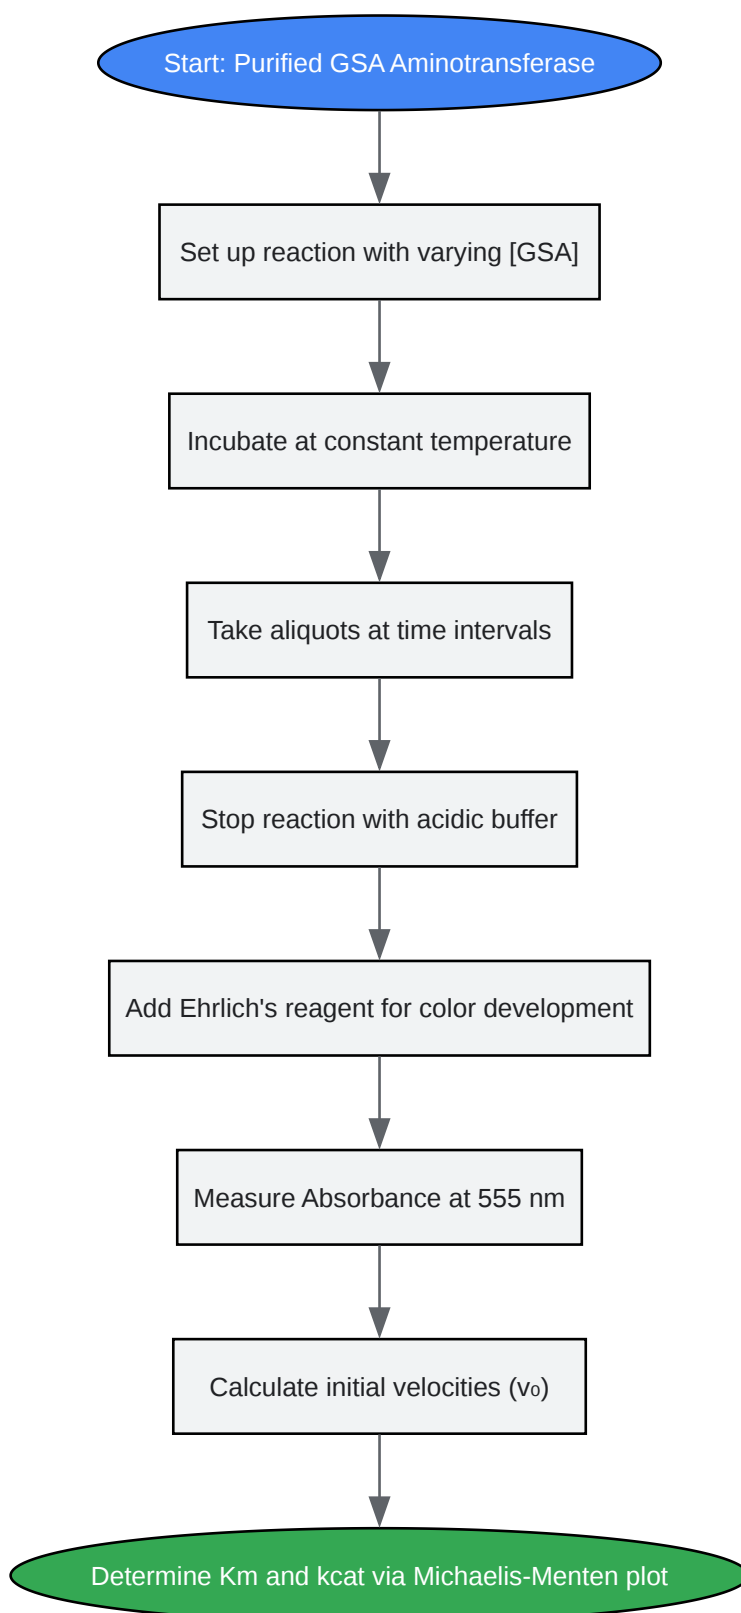 Start: Purified GSA Aminotransferase
Set up reaction with varying [GSA]
Incubate at constant temperature
Take aliquots at time intervals
Stop reaction with acidic buffer
Add Ehrlich's reagent for color development
Measure Absorbance at 555 nm
Calculate initial velocities (v₀)
Determine Km and kcat via Michaelis-Menten plot